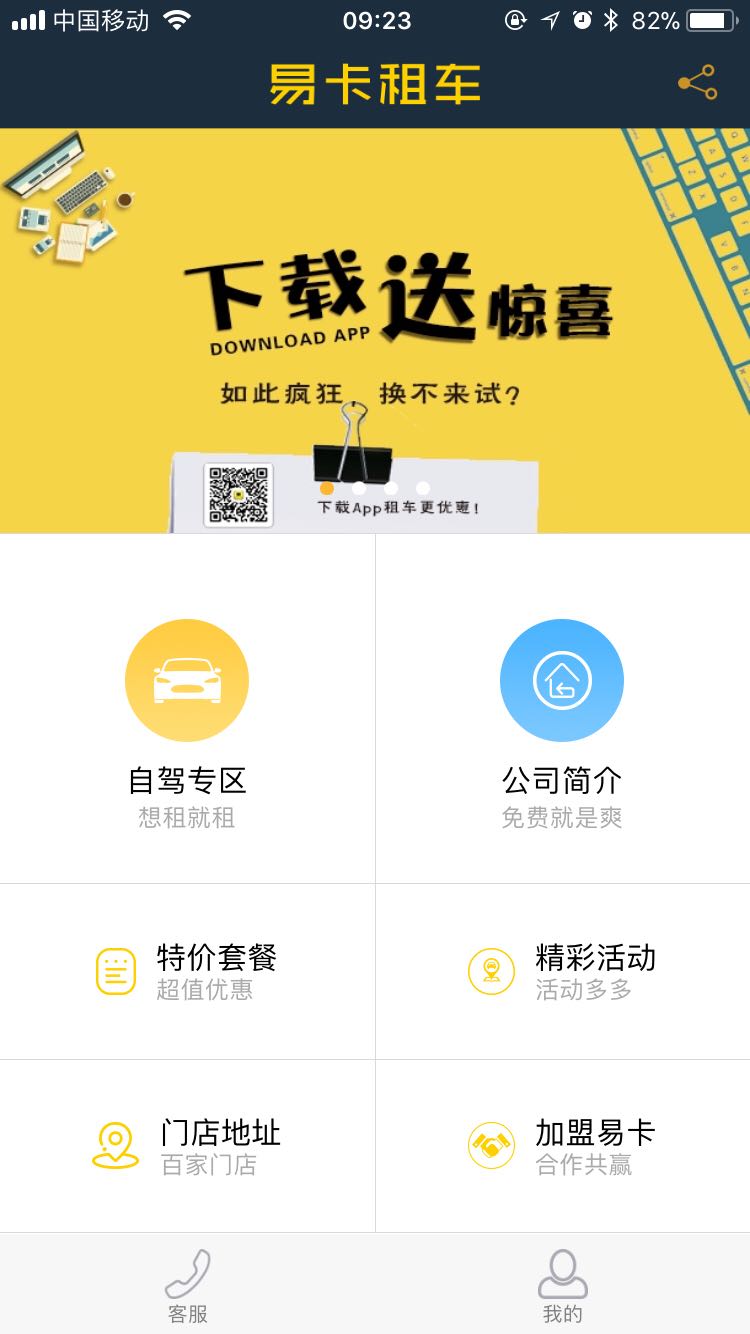 中国移动
09:23
82%
易卡租车
下载送惊喜
DOWNLOAD APP
如此疯狂 换不来试?
下载App租车更优惠!
自驾专区
想租就租
公司简介
免费就是爽
特价套餐
超值优惠
精彩活动
活动多多
门店地址
百家门店
加盟易卡
合作共赢
客服
我的